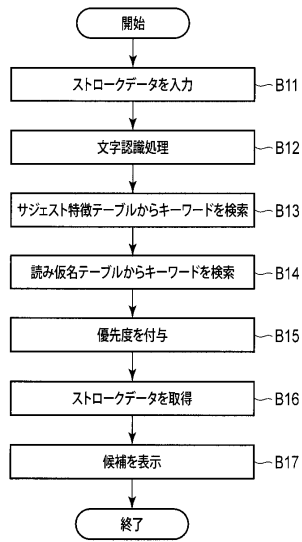 開始
ストロークデータを入力 B11
文字認識処理 B12
サジェスト特徴テーブルからキーワードを検索 B13
読み仮名テーブルからキーワードを検索 B14
優先度を付与 B15
ストロークデータを取得 B16
候補を表示 B17
終了